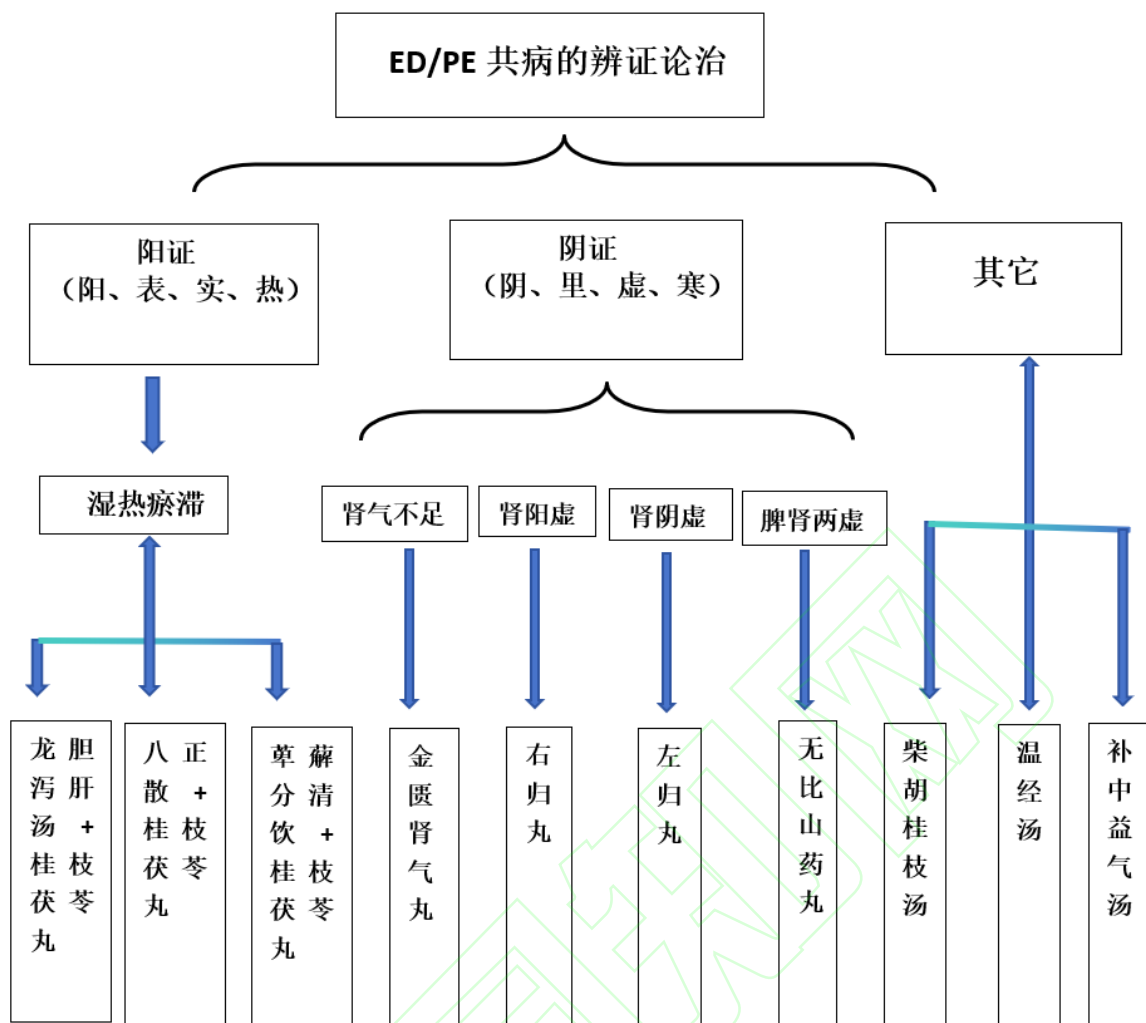 ED/PE 共病的辨证论治
阳证
（阳、表、实、热）
阴证
（阴、里、虚、寒）
其它
湿热瘀滞
肾气不足
肾阳虚
肾阴虚
脾肾两虚
龙胆泻肝汤+桂枝茯苓丸
八正散+桂枝茯苓丸
萆薢分清饮+桂枝茯苓丸
金匮肾气丸
右归丸
左归丸
无比山药丸
柴胡桂枝汤
温经汤
补中益气汤